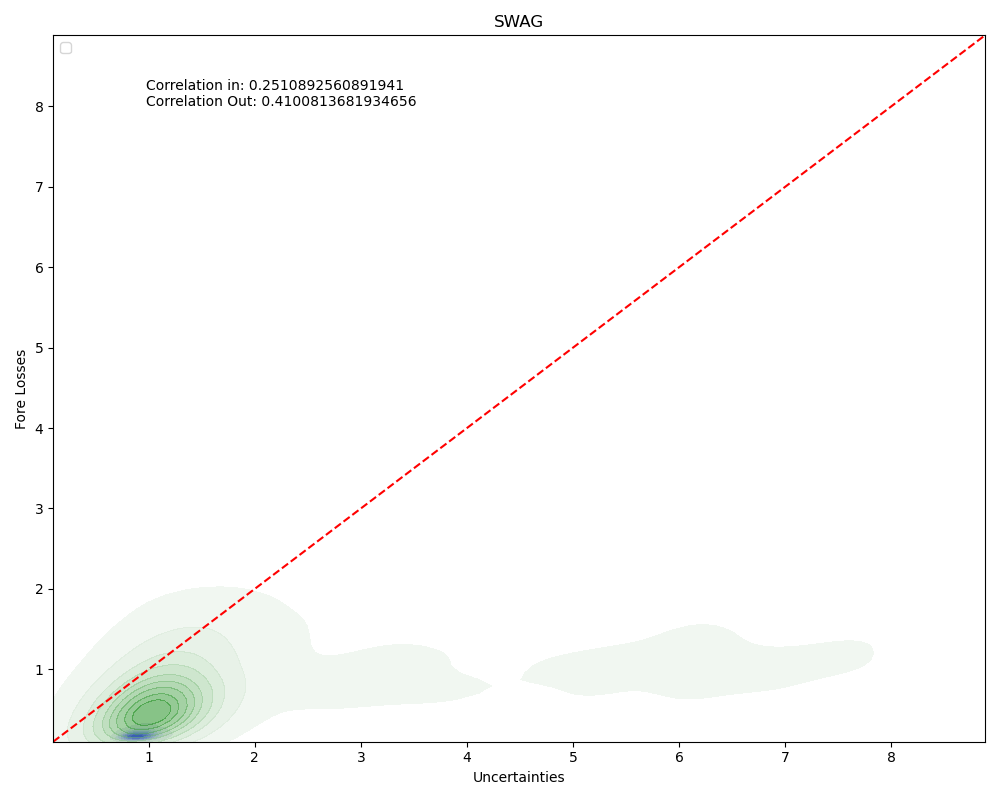 SWAG
Correlation in: 0.2510892560891941
Correlation Out: 0.4100813681934656
8
7
6
5
4
3
2
1
Fore Losses
1 2 3 4 5 6 7 8
Uncertainties